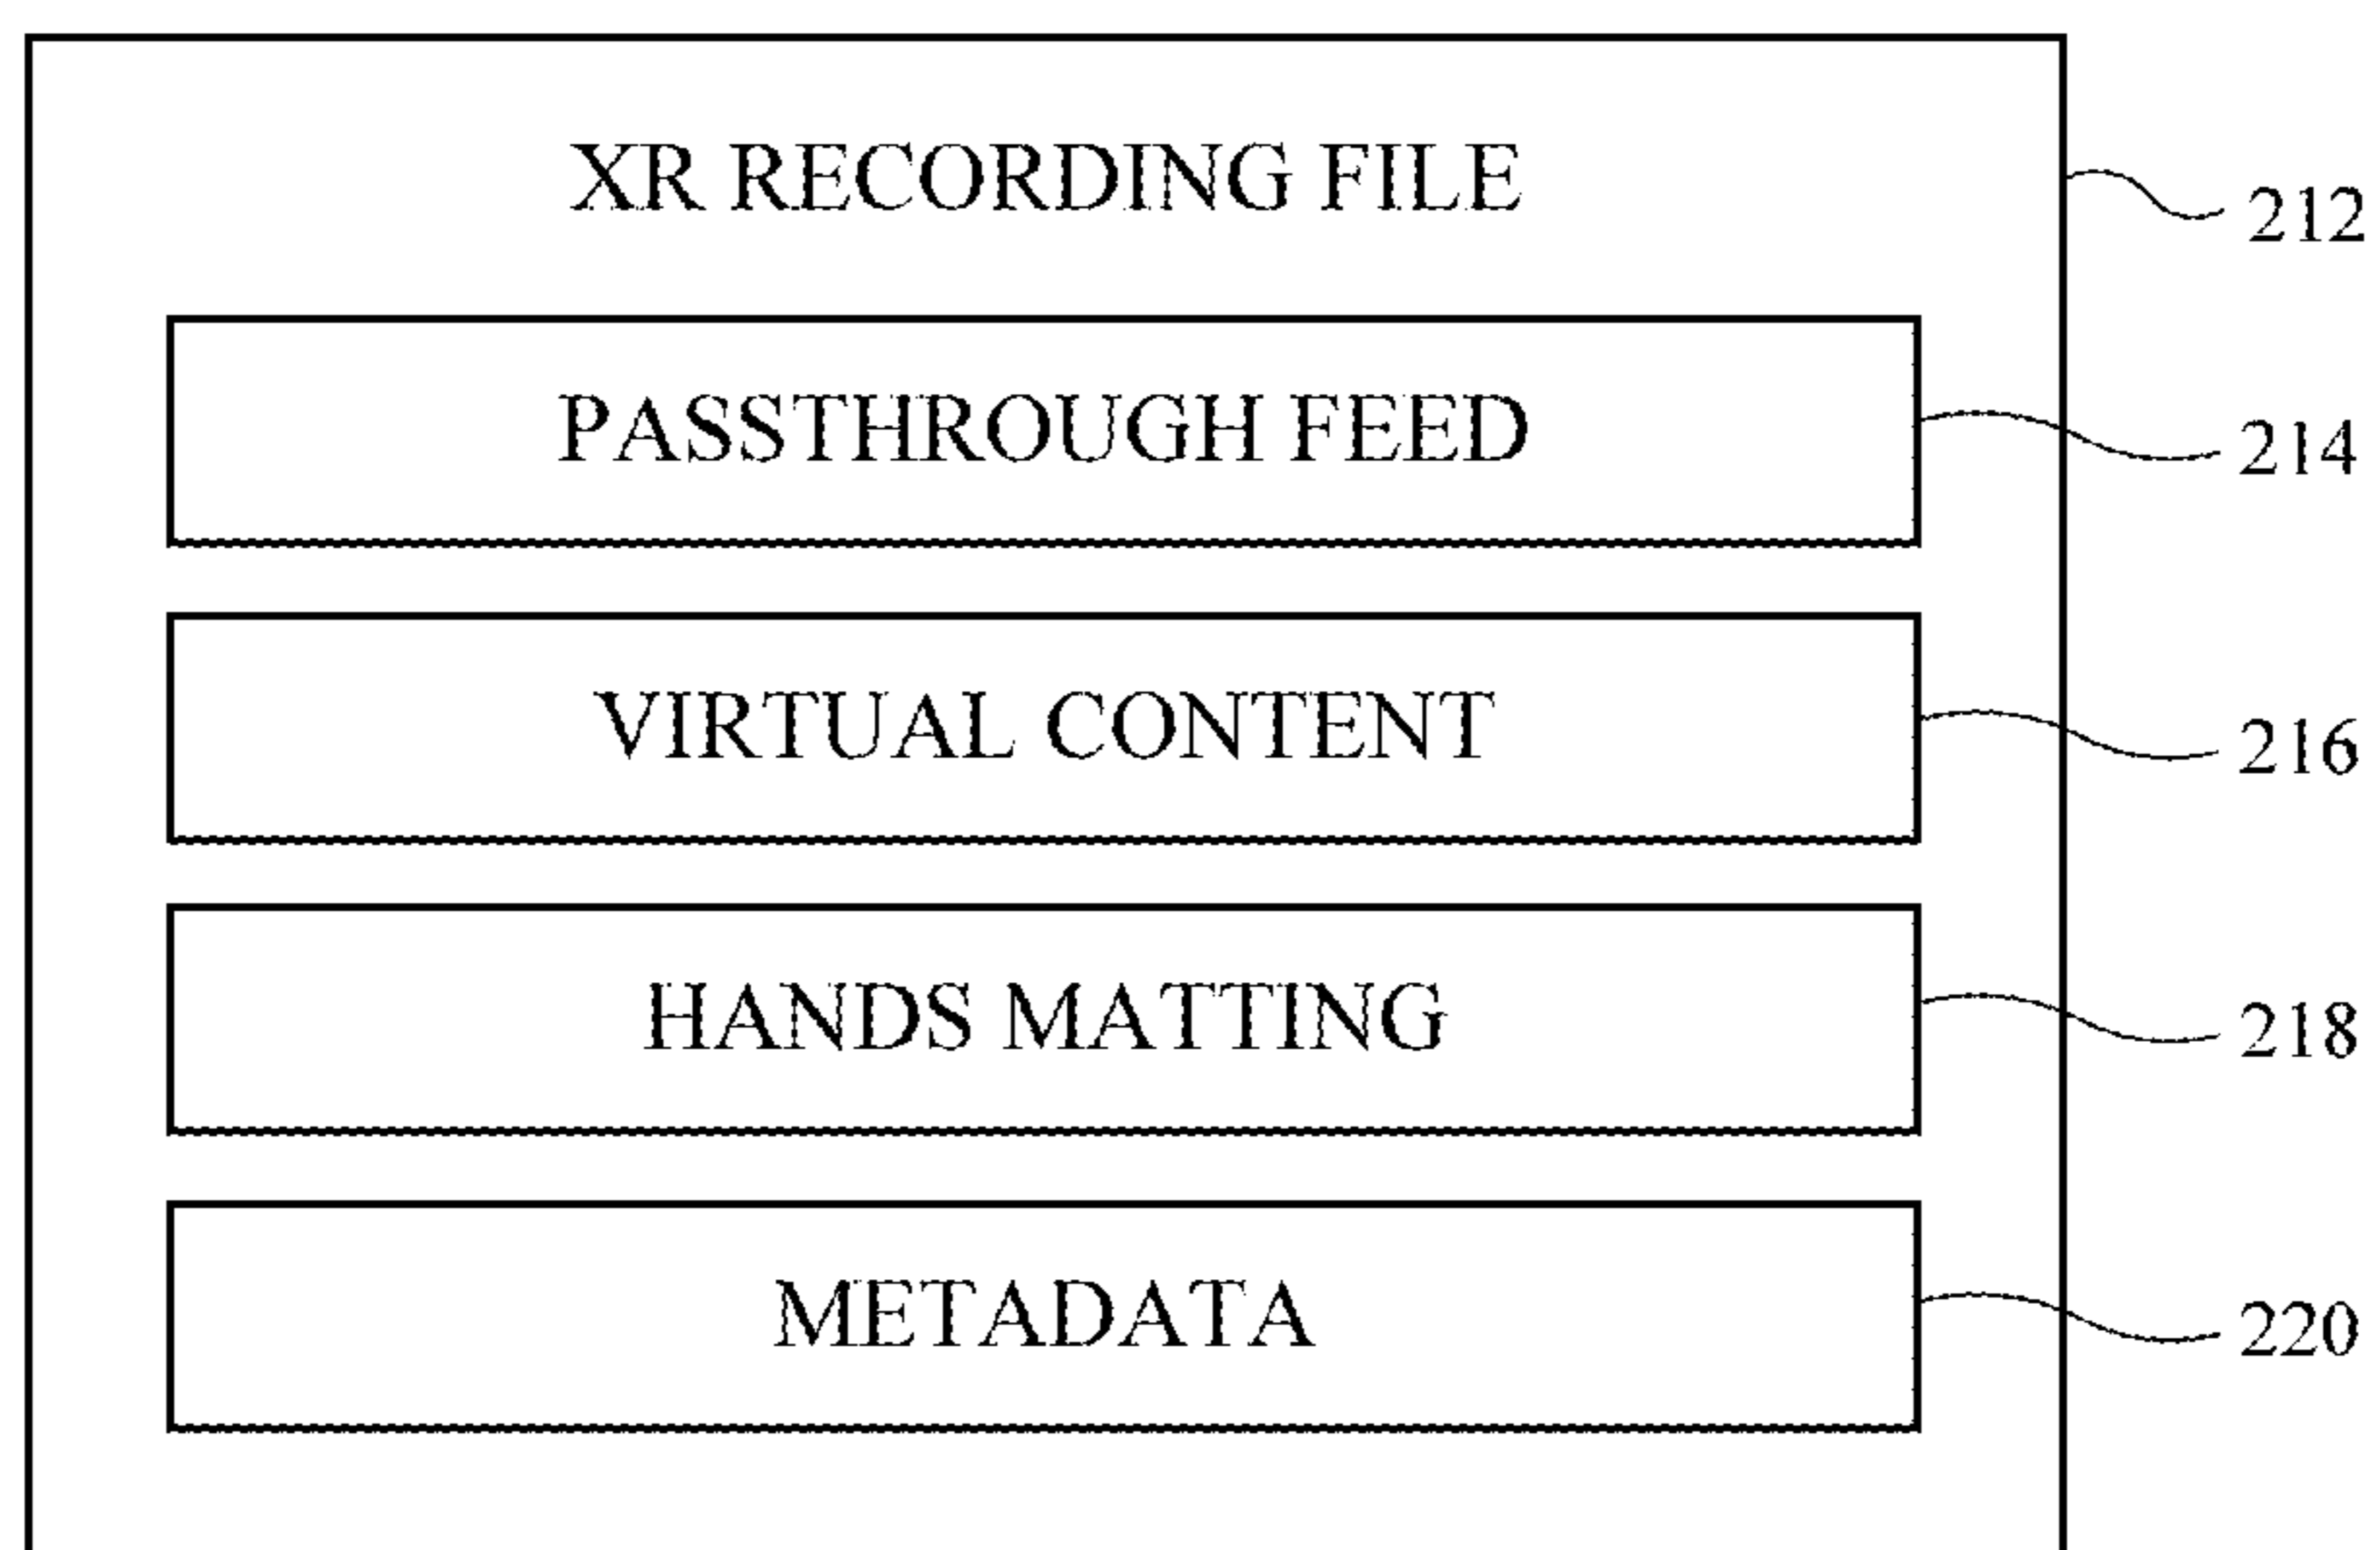 XR RECORDING FILE
212
PASSTHROUGH FEED
214
VIRTUAL CONTENT
216
HANDS MATTING
218
METADATA
220